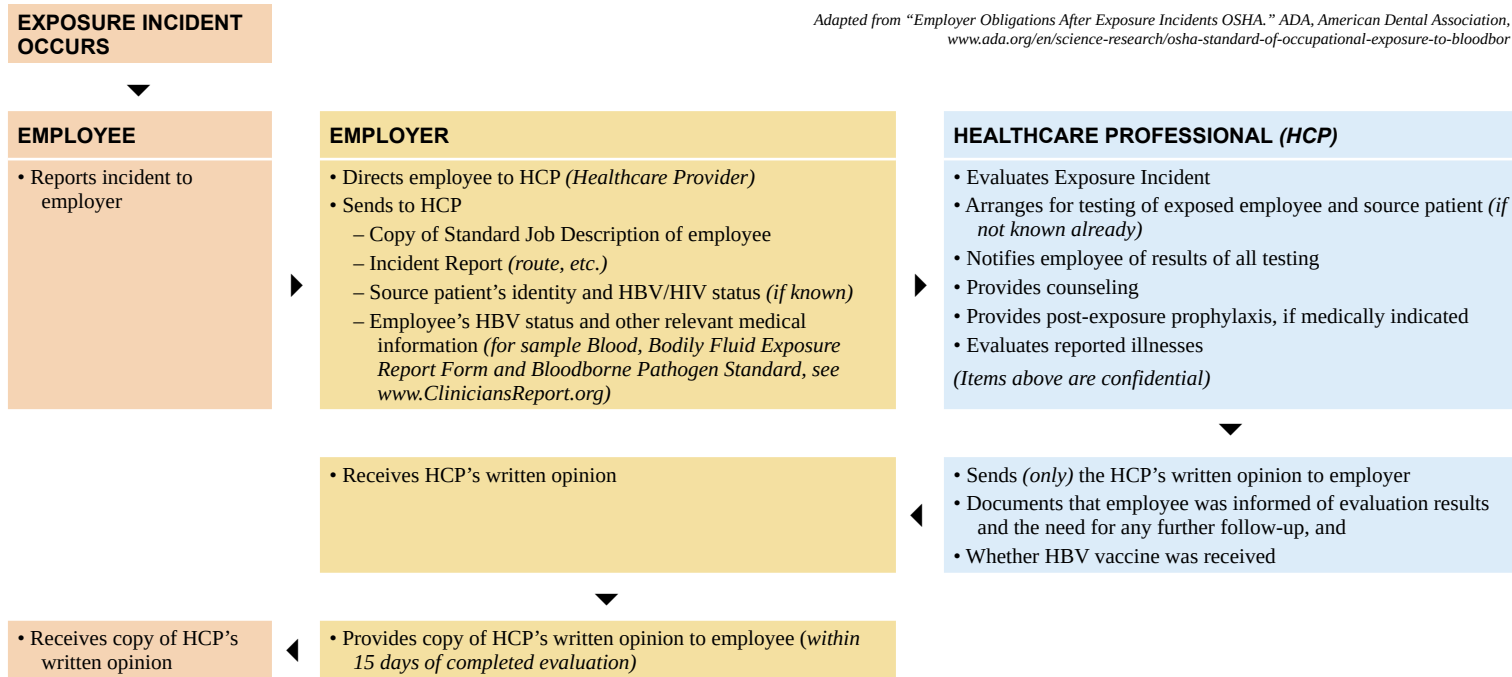 EXPOSURE INCIDENT
OCCURS
Adapted from “Employer Obligations After Exposure Incidents OSHA.” ADA, American Dental Association,
www.ada.org/en/science-research/osha-standard-of-occupational-exposure-to-bloodbor
EMPLOYEE
• Reports incident to
employer
EMPLOYER
• Directs employee to HCP (Healthcare Provider)
• Sends to HCP
– Copy of Standard Job Description of employee
– Incident Report (route, etc.)
– Source patient’s identity and HBV/HIV status (if known)
– Employee’s HBV status and other relevant medical
information (for sample Blood, Bodily Fluid Exposure
Report Form and Bloodborne Pathogen Standard, see
www.CliniciansReport.org)
HEALTHCARE PROFESSIONAL (HCP)
• Evaluates Exposure Incident
• Arranges for testing of exposed employee and source patient (if
not known already)
• Notifies employee of results of all testing
• Provides counseling
• Provides post-exposure prophylaxis, if medically indicated
• Evaluates reported illnesses
(Items above are confidential)
• Sends (only) the HCP’s written opinion to employer
• Documents that employee was informed of evaluation results
and the need for any further follow-up, and
• Whether HBV vaccine was received
• Receives HCP’s written opinion
• Provides copy of HCP’s written opinion to employee (within
15 days of completed evaluation)
• Receives copy of HCP’s
written opinion